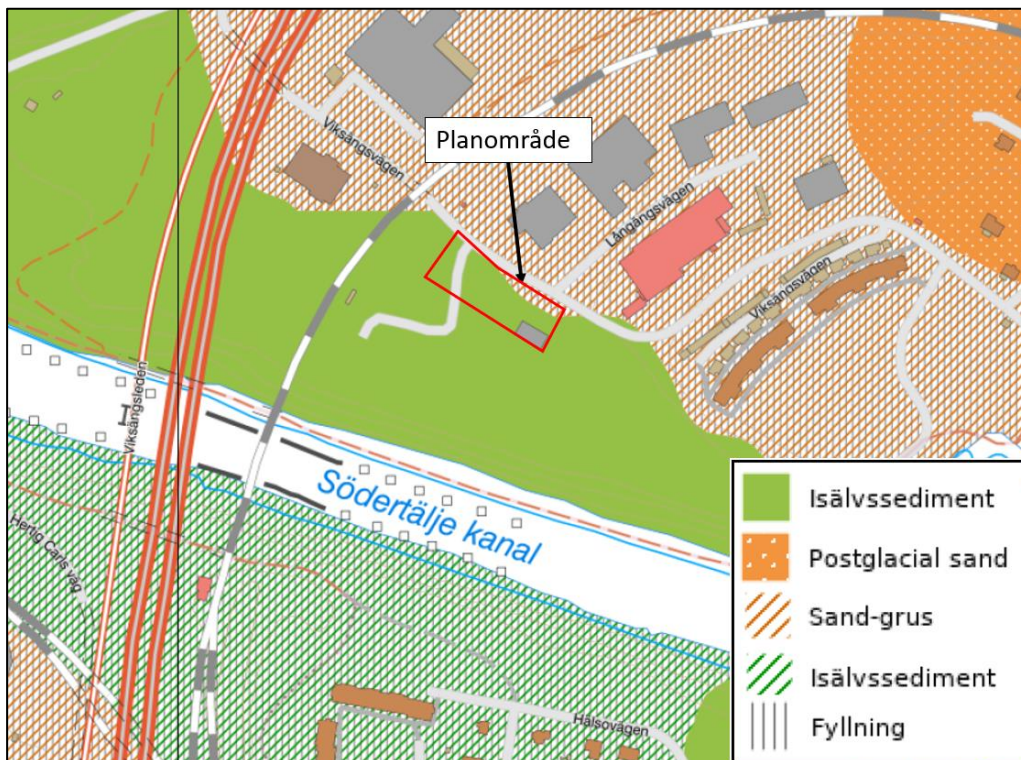 Planområde
Viksängsvägen
Långängsvägen
Viksängsvägen
Viksängsleden
Södertälje kanal
Hertig Carls väg
Hälsovägen
Isälvssediment
Postglacial sand
Sand-grus
Isälvssediment
Fyllning